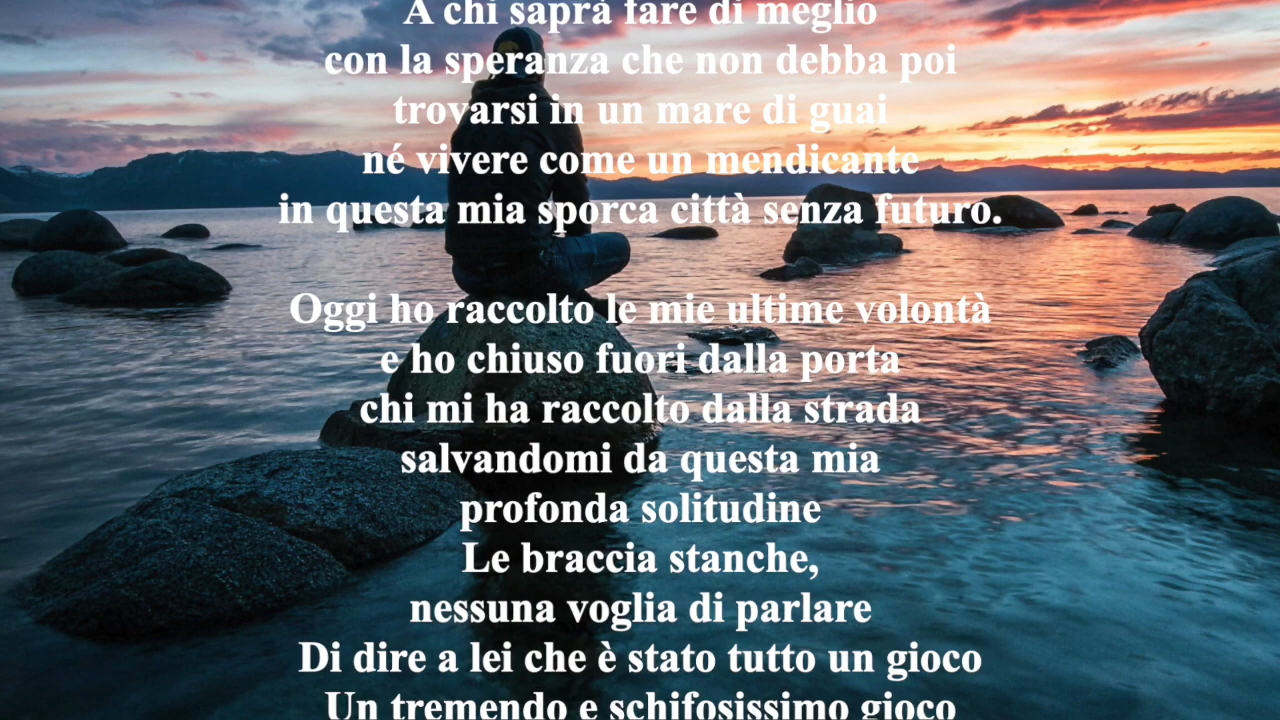 A chi saprà fare di meglio
con la speranza che non debba poi
trovarsi in un mare di guai
né vivere come un mendicante
in questa mia sporca città senza futuro.
Oggi ho raccolto le mie ultime volontà
e ho chiuso fuori dalla porta
chi mi ha raccolto dalla strada
salvandomi da questa mia
profonda solitudine
Le braccia stanche,
nessuna voglia di parlare
Di dire a lei che è stato tutto un gioco
Un tremendo e schifosissimo gioco